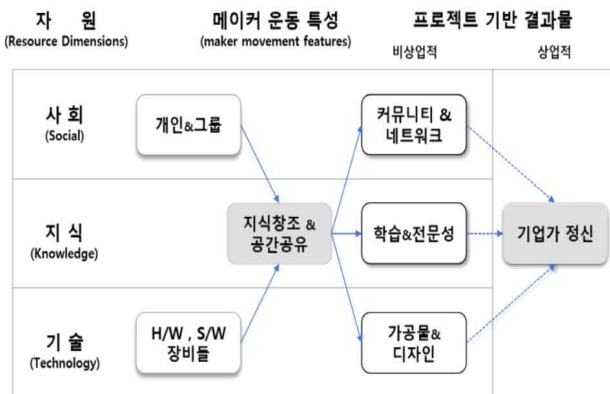 자 원 메이커 운동 특성 프로젝트 기반 결과물
(Resource Dimensions) (maker movement features)
비상업적 상업적
사 회
(Social)
개인&그룹
커뮤니티 &
네트워크
지 식
(Knowledge)
지식창조 &
공간공유
학습&전문성
기업가 정신
기 술
(Technology)
H/W , S/W
장비들
가공물&
디자인